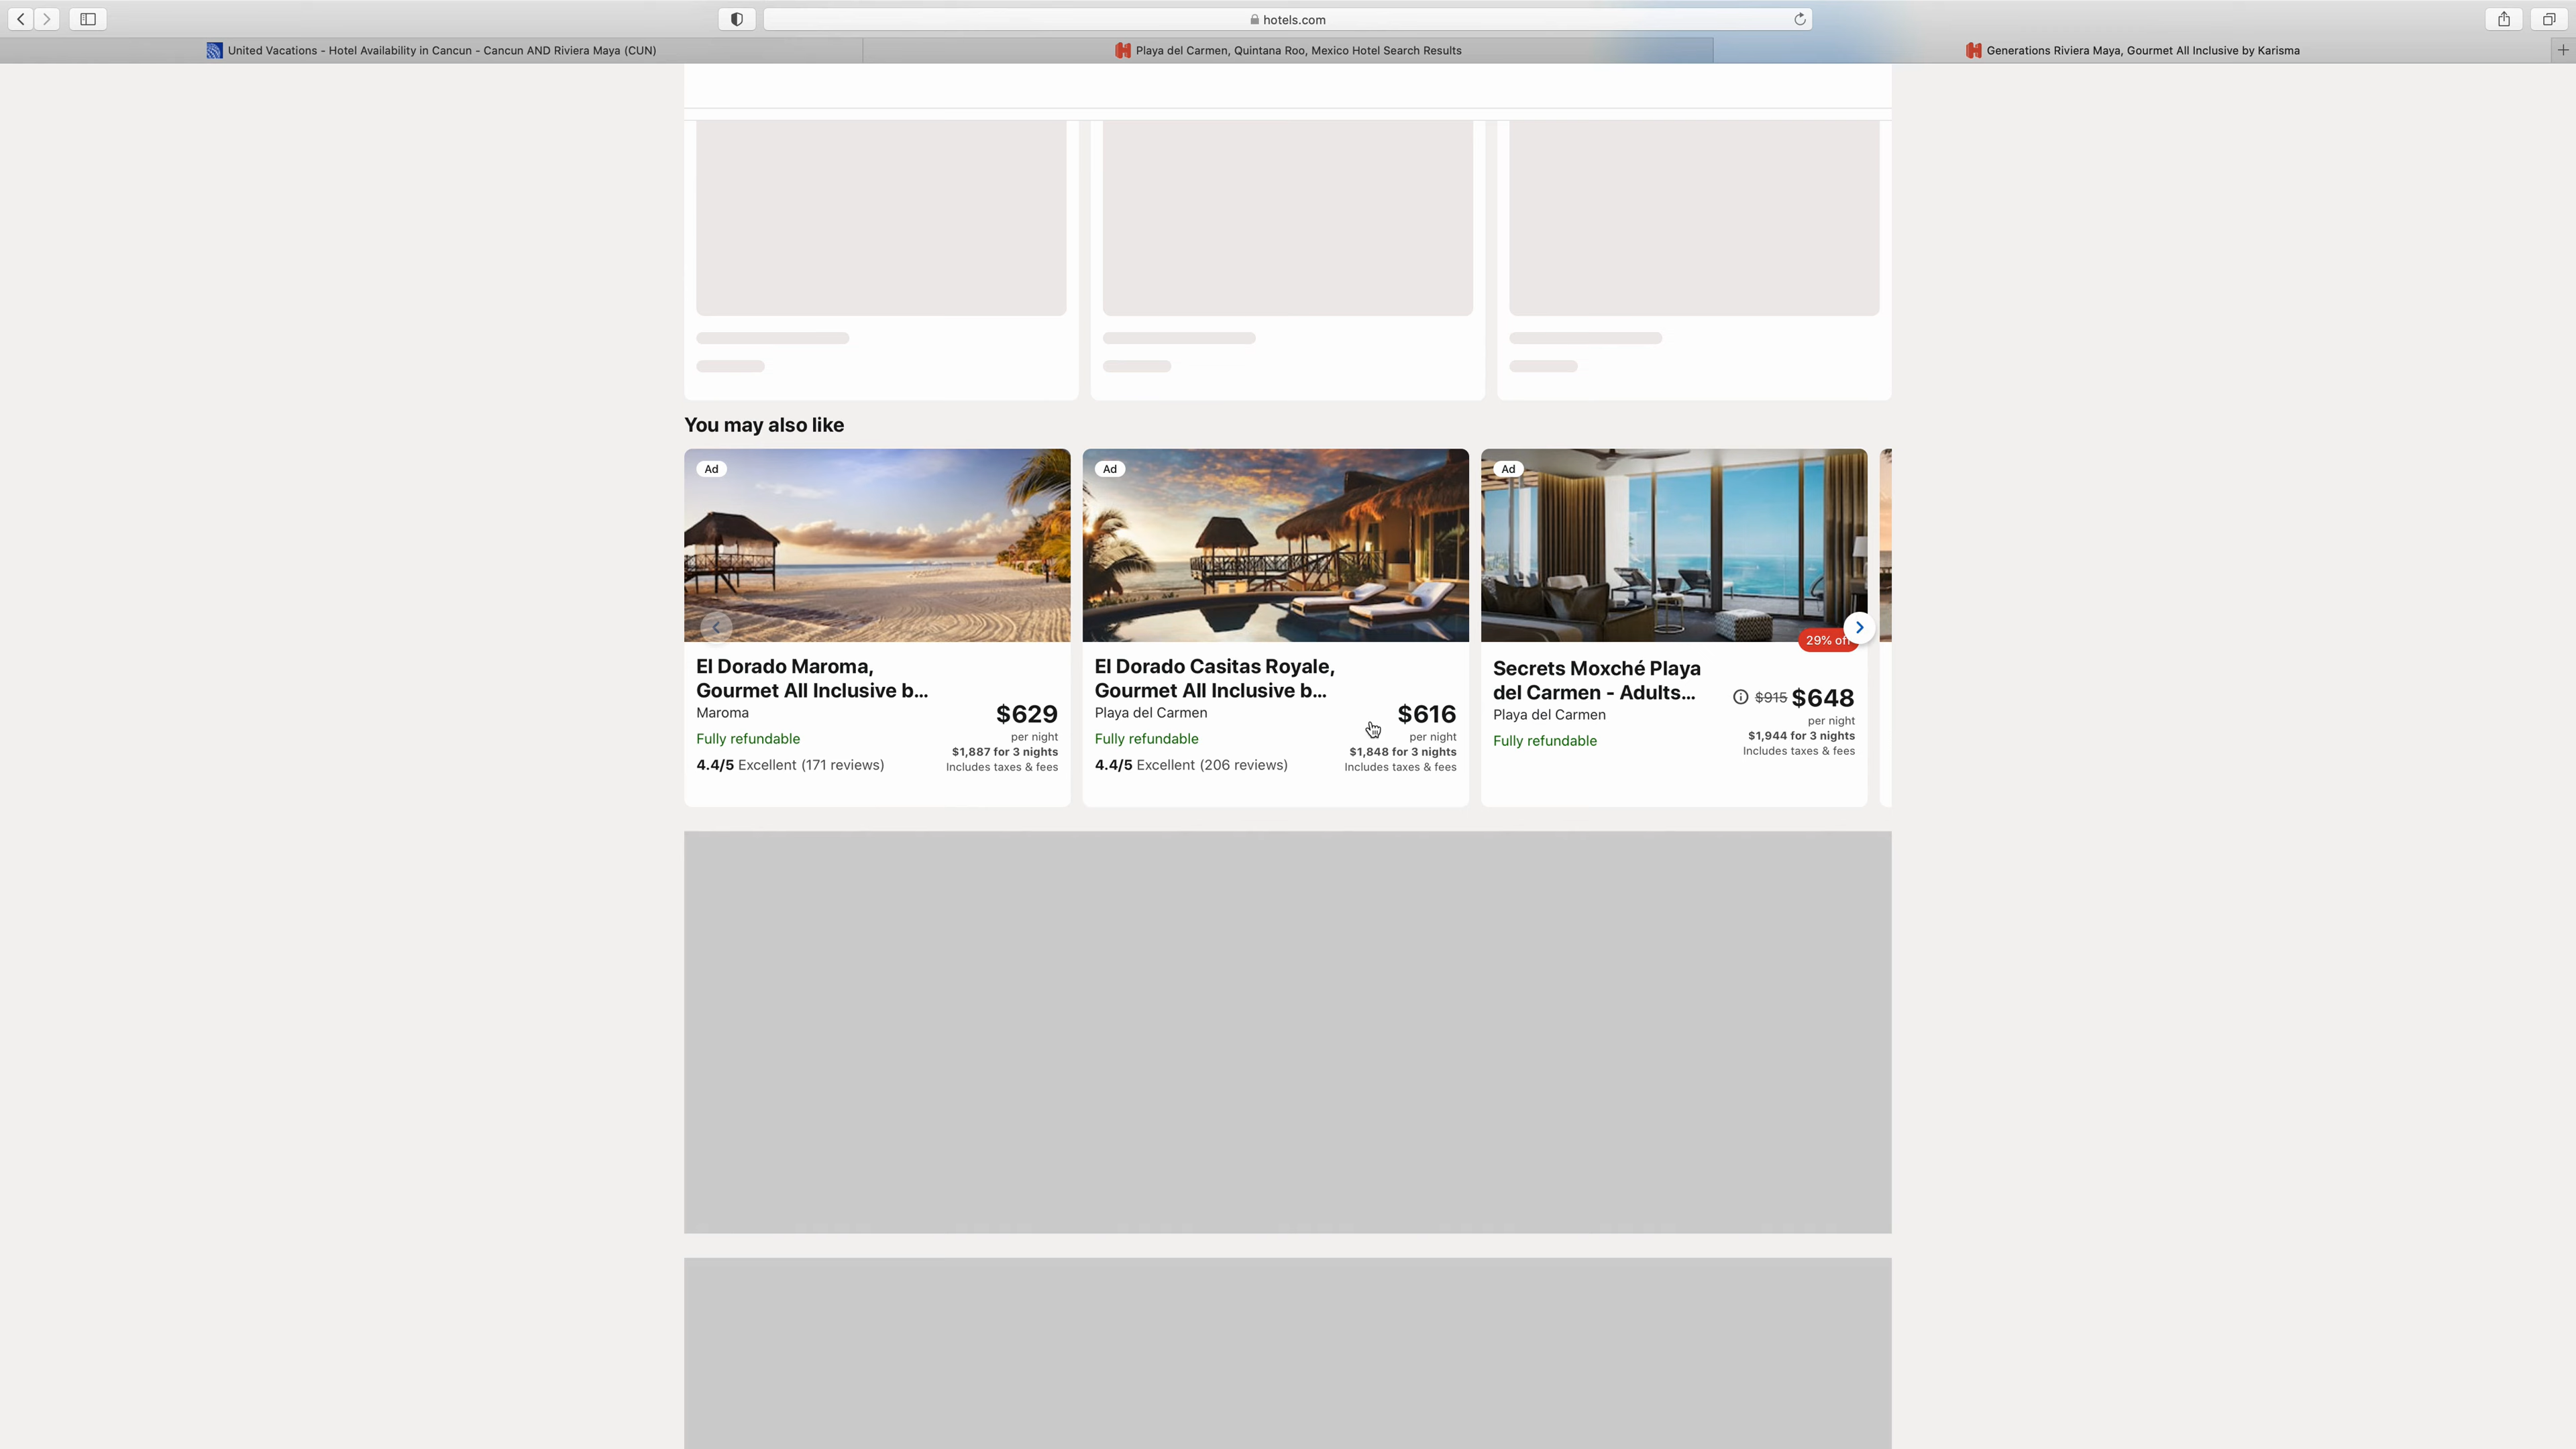 hotels.com
United Vacations - Hotel Availability in Cancun - Cancun AND Riviera Maya (CUN)
Playa del Carmen, Quintana Roo, Mexico Hotel Search Results
Generations Riviera Maya, Gourmet All Inclusive by Karisma
You may also like
Ad
Ad
Ad
29% off
El Dorado Maroma,
Gourmet All Inclusive b...
Maroma
Fully refundable
4.4/5 Excellent (171 reviews)
$629
per night
$1,887 for 3 nights
Includes taxes & fees
El Dorado Casitas Royale,
Gourmet All Inclusive b...
Playa del Carmen
Fully refundable
4.4/5 Excellent (206 reviews)
$616
per night
$1,848 for 3 nights
Includes taxes & fees
Secrets Moxché Playa
del Carmen - Adults...
Playa del Carmen
Fully refundable
$915 $648
per night
$1,944 for 3 nights
Includes taxes & fees